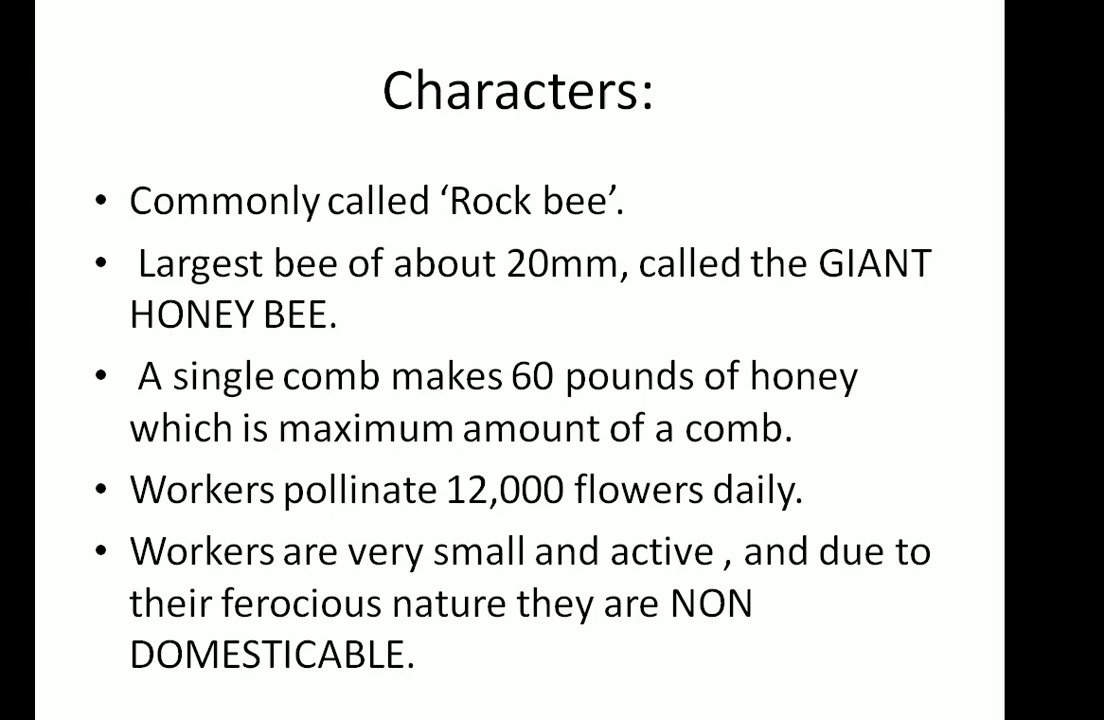 Characters:
• Commonly called ‘Rock bee’.
• Largest bee of about 20mm, called the GIANT
HONEY BEE.
• A single comb makes 60 pounds of honey
which is maximum amount of a comb.
• Workers pollinate 12,000 flowers daily.
• Workers are very small and active , and due to
their ferocious nature they are NON
DOMESTICABLE.